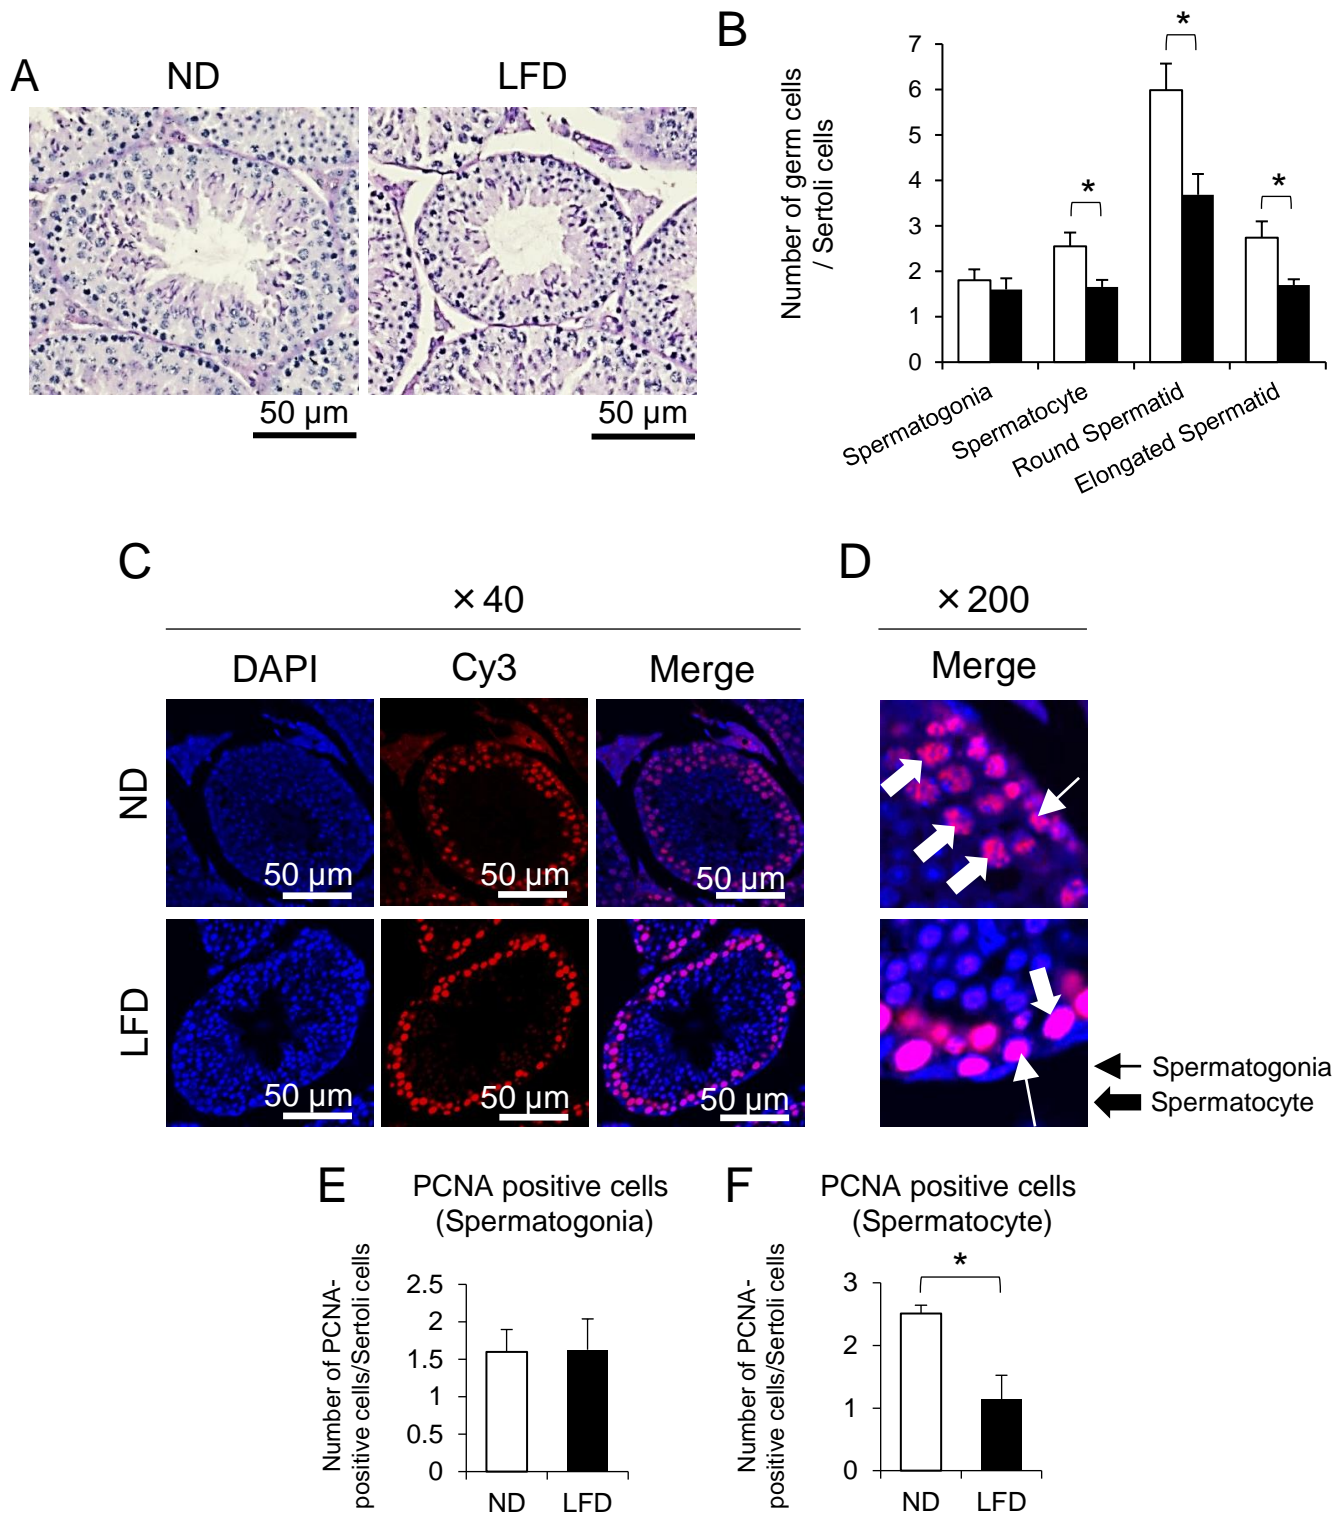 A
ND
LFD
50 µm
50 µm
B
Number of germ cells
/ Sertoli cells
7
6
5
4
3
2
1
0
*
*
*
Spermatogonia
Spermatocyte
Round Spermatid
Elongated Spermatid
C
×40
DAPI
Cy3
Merge
ND
50 µm
50 µm
50 µm
LFD
50 µm
50 µm
50 µm
D
×200
Merge
Spermatogonia
Spermatocyte
E
PCNA positive cells
(Spermatogonia)
Number of PCNA-
positive cells/Sertoli cells
2.5
2
1.5
1
0.5
0
ND
LFD
F
PCNA positive cells
(Spermatocyte)
Number of PCNA-
positive cells/Sertoli cells
3
2
1
0
*
ND
LFD